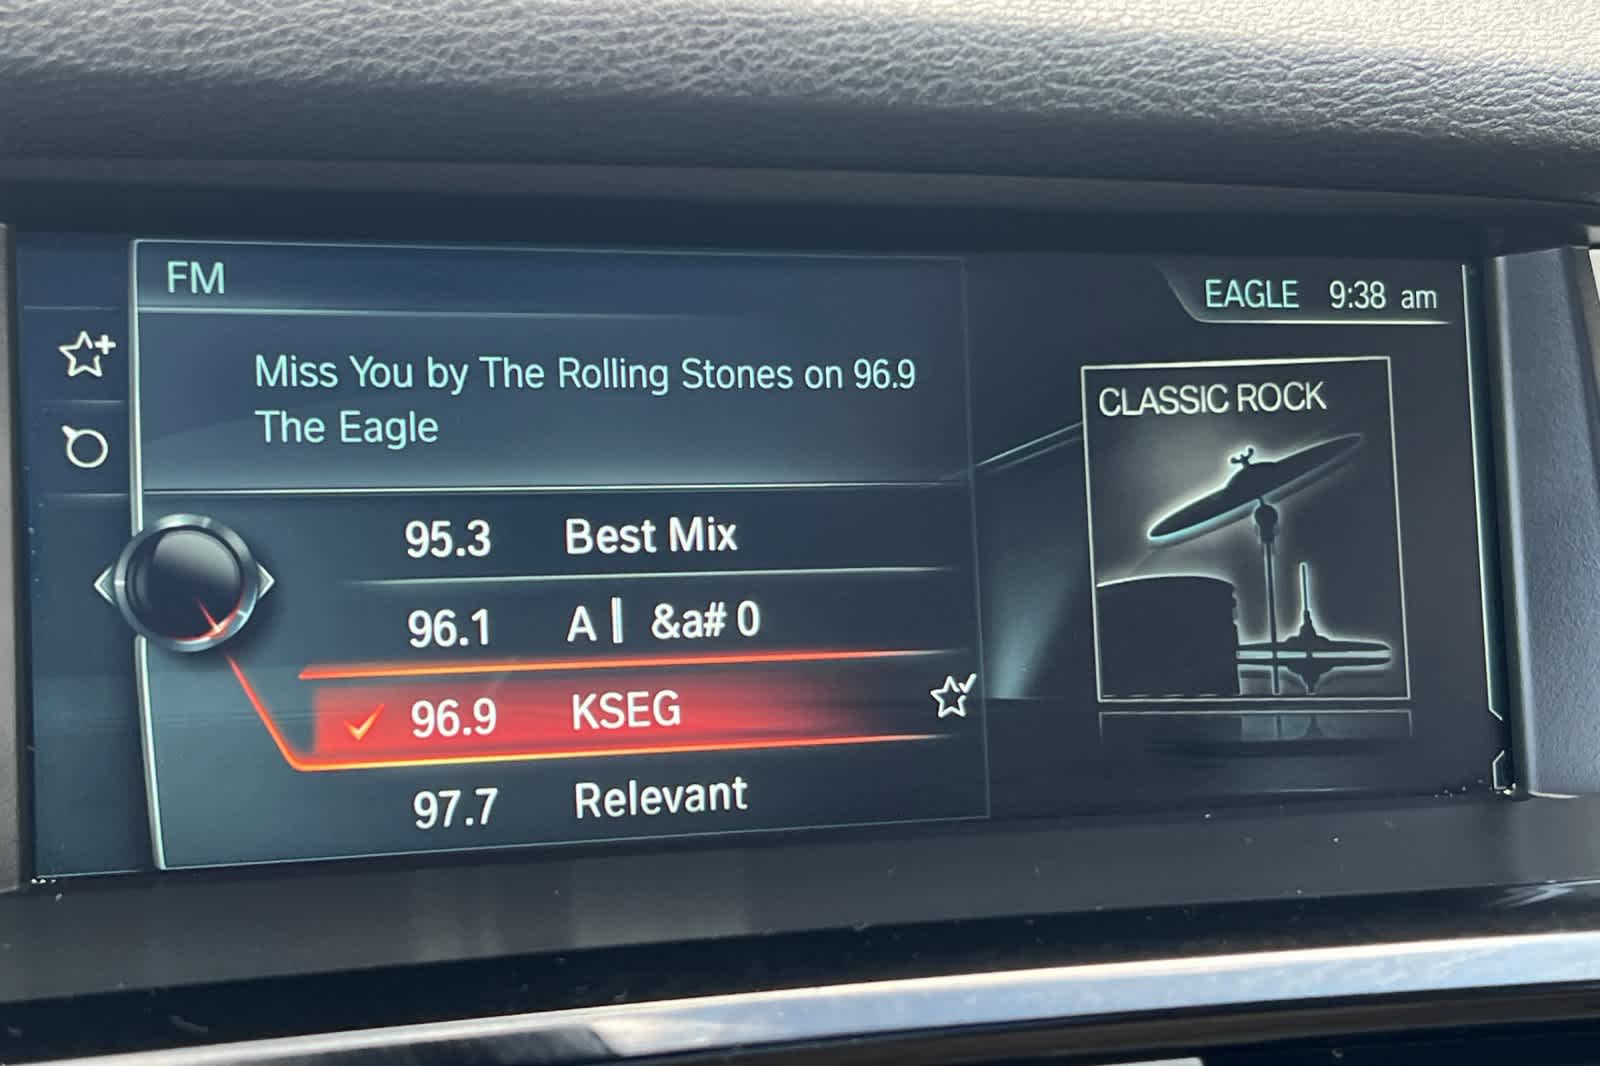 FM
EAGLE 9:38 am
Miss You by The Rolling Stones on 96.9
The Eagle
CLASSIC ROCK
95.3 Best Mix
96.1 A | &a# 0
96.9 KSEG
97.7 Relevant